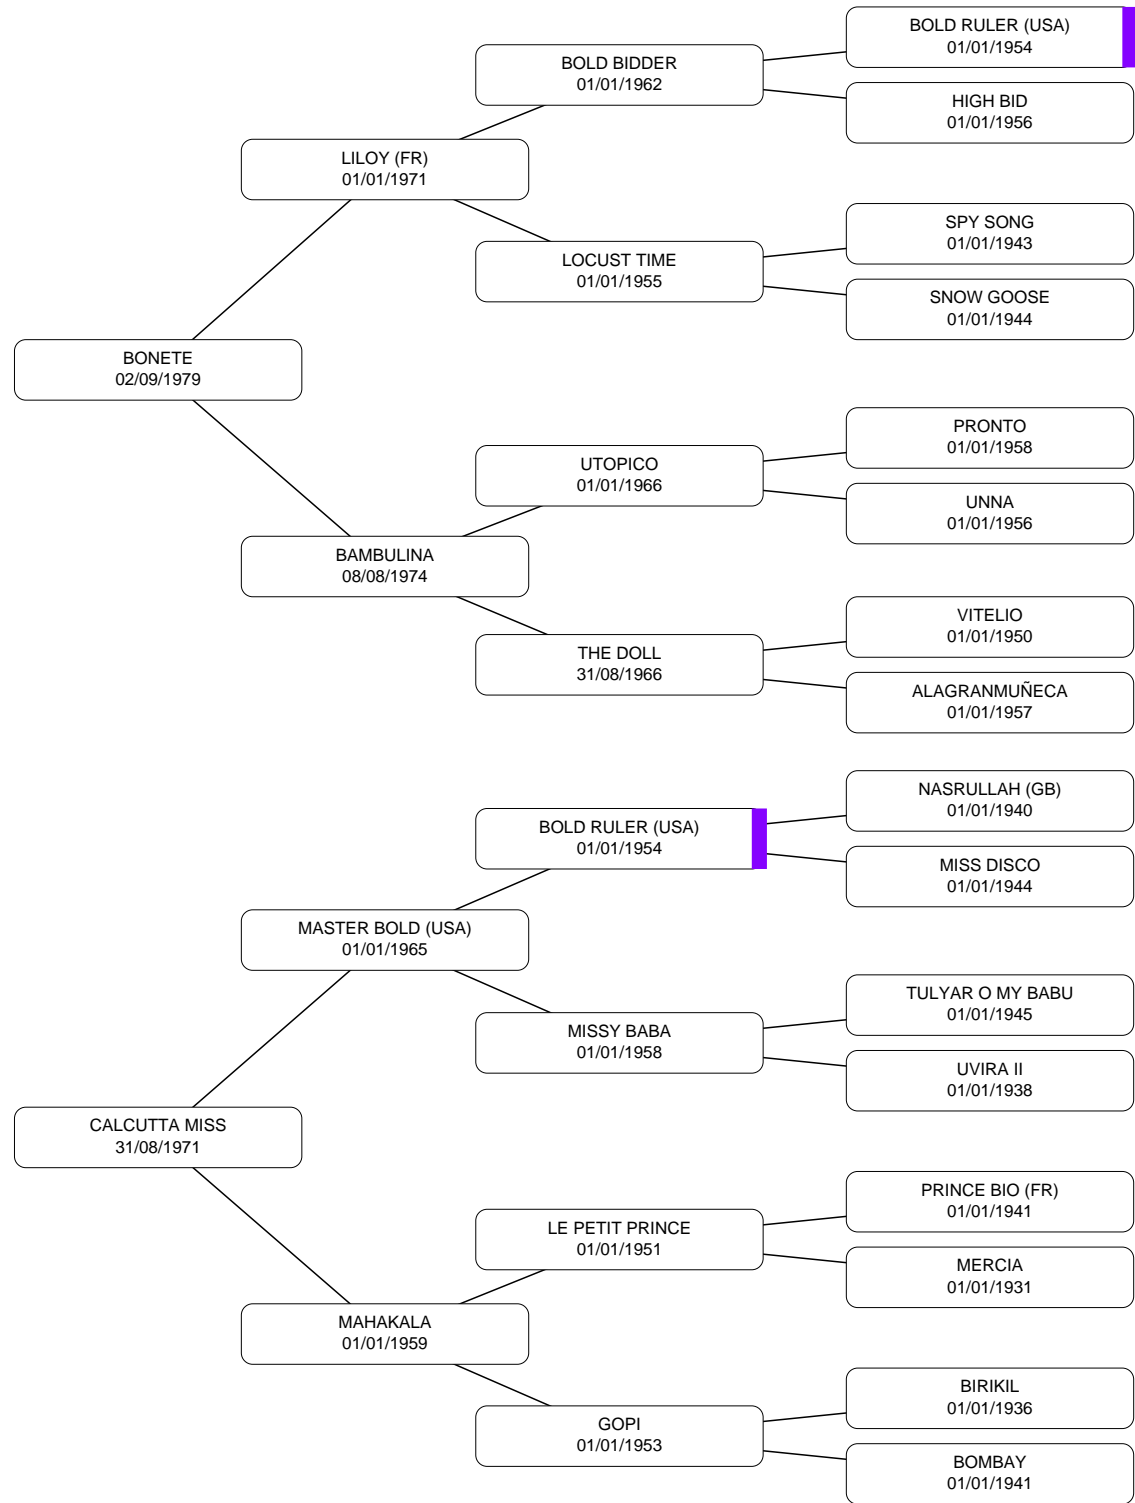 BOLD RULER (USA)
01/01/1954
BOLD BIDDER
01/01/1962
HIGH BID
01/01/1956
LILOY (FR)
01/01/1971
SPY SONG
01/01/1943
LOCUST TIME
01/01/1955
SNOW GOOSE
01/01/1944
BONETE
02/09/1979
PRONTO
01/01/1958
UTOPICO
01/01/1966
UNNA
01/01/1956
BAMBULINA
08/08/1974
VITELIO
01/01/1950
THE DOLL
31/08/1966
ALAGRANMUÑECA
01/01/1957
NASRULLAH (GB)
01/01/1940
BOLD RULER (USA)
01/01/1954
MISS DISCO
01/01/1944
MASTER BOLD (USA)
01/01/1965
TULYAR O MY BABU
01/01/1945
MISSY BABA
01/01/1958
UVIRA II
01/01/1938
CALCUTTA MISS
31/08/1971
PRINCE BIO (FR)
01/01/1941
LE PETIT PRINCE
01/01/1951
MERCIA
01/01/1931
MAHAKALA
01/01/1959
BIRIKIL
01/01/1936
GOPI
01/01/1953
BOMBAY
01/01/1941